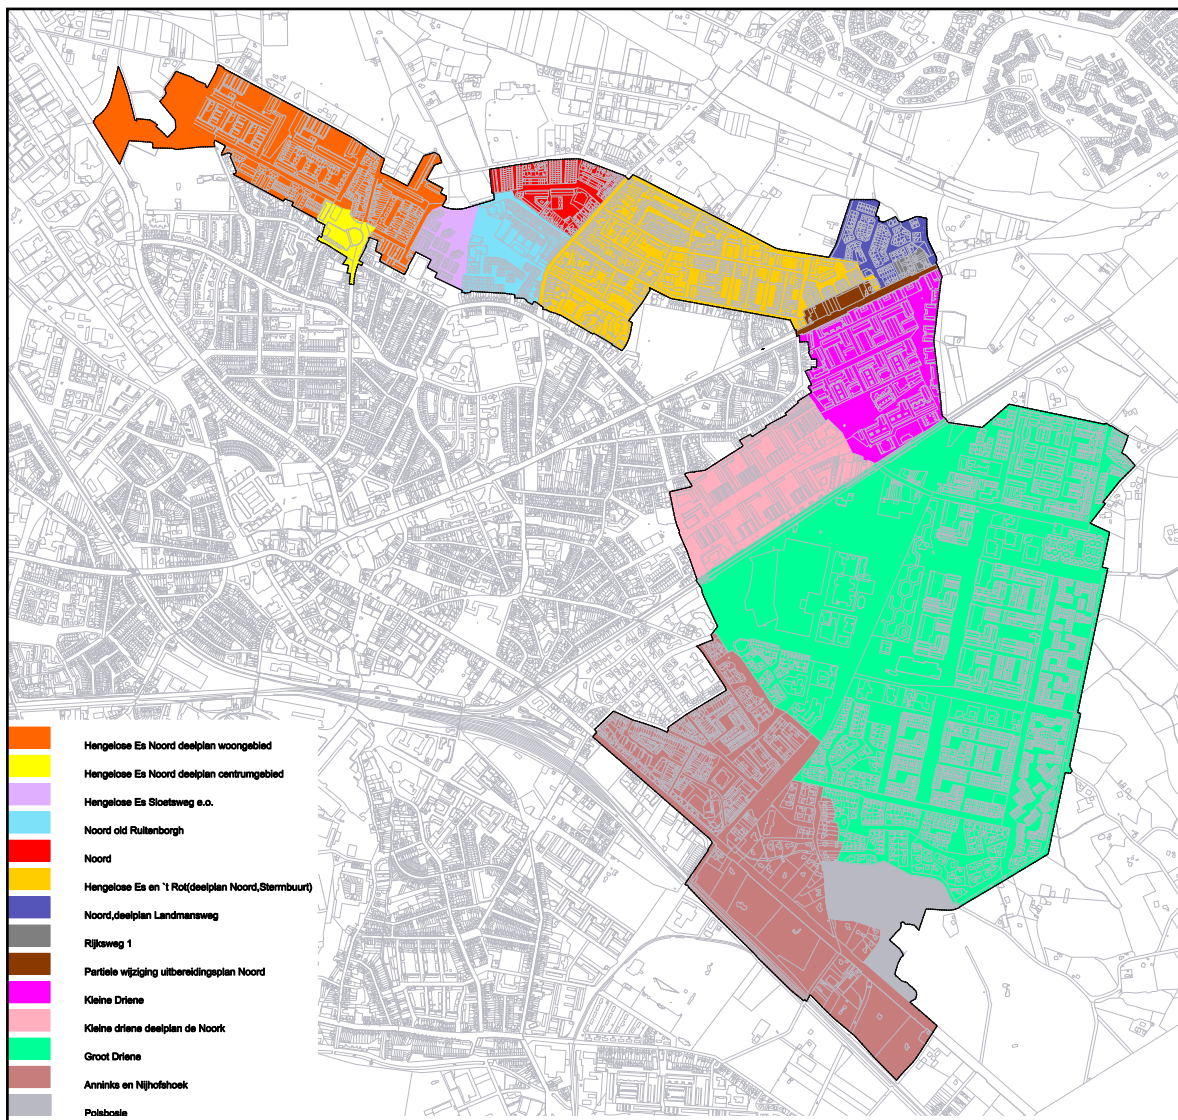 Hengelose Es Noord deelplan woongebied
Hengelose Es Noord deelplan centrumgebied
Hengelose Es Sloetsweg e.o.
Noord old Ruitenborgh
Noord
Hengelose Es en `t Rot(deelplan Noord,Sterrnbuurt)
Noord,deelplan Landmansweg
Rijksweg 1
Partiele wijziging uitbereidingsplan Noord
Kleine Driene
Kleine driene deelplan de Noork
Groot Driene
Anninks en Nijhofshoek
Polsbosje